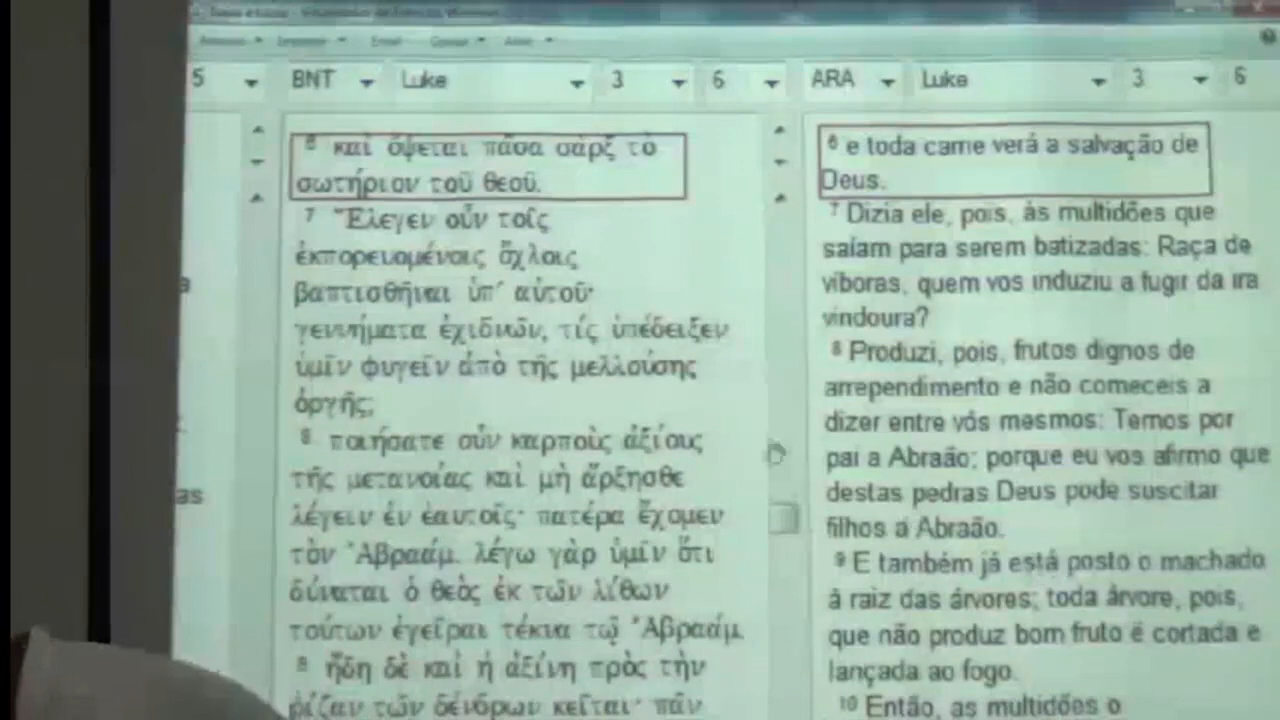 5 BNT Luke 3 6 ARA Luke 3 6
⁶ καὶ ὄψεται πᾶσα σὰρξ τὸ
σωτήριον τοῦ θεοῦ.
⁷ Ἔλεγεν οὖν τοῖς
ἐκπορευομένοις ὄχλοις
βαπτισθῆναι ὑπ' αὐτοῦ·
γεννήματα ἐχιδνῶν, τίς ὑπέδειξεν
ὑμῖν φυγεῖν ἀπὸ τῆς μελλούσης
ὀργῆς;
⁸ ποιήσατε οὖν καρποὺς ἀξίους
τῆς μετανοίας καὶ μὴ ἄρξησθε
λέγειν ἐν ἑαυτοῖς· πατέρα ἔχομεν
τὸν Ἀβραάμ. λέγω γὰρ ὑμῖν ὅτι
δύναται ὁ θεὸς ἐκ τῶν λίθων
τούτων ἐγεῖραι τέκνα τῷ Ἀβραάμ.
⁹ ἤδη δὲ καὶ ἡ ἀξίνη πρὸς τὴν
ῥίζαν τῶν δένδρων κεῖται· πᾶν
⁶ e toda carne verá a salvação de
Deus.
⁷ Dizia ele, pois, às multidões que
saíam para serem batizadas: Raça de
víboras, quem vos induziu a fugir da ira
vindoura?
⁸ Produzi, pois, frutos dignos de
arrependimento e não comeceis a
dizer entre vós mesmos: Temos por
pai a Abraão; porque eu vos afirmo que
destas pedras Deus pode suscitar
filhos a Abraão.
⁹ E também já está posto o machado
à raiz das árvores; toda árvore, pois,
que não produz bom fruto é cortada e
lançada ao fogo.
¹⁰ Então, as multidões o